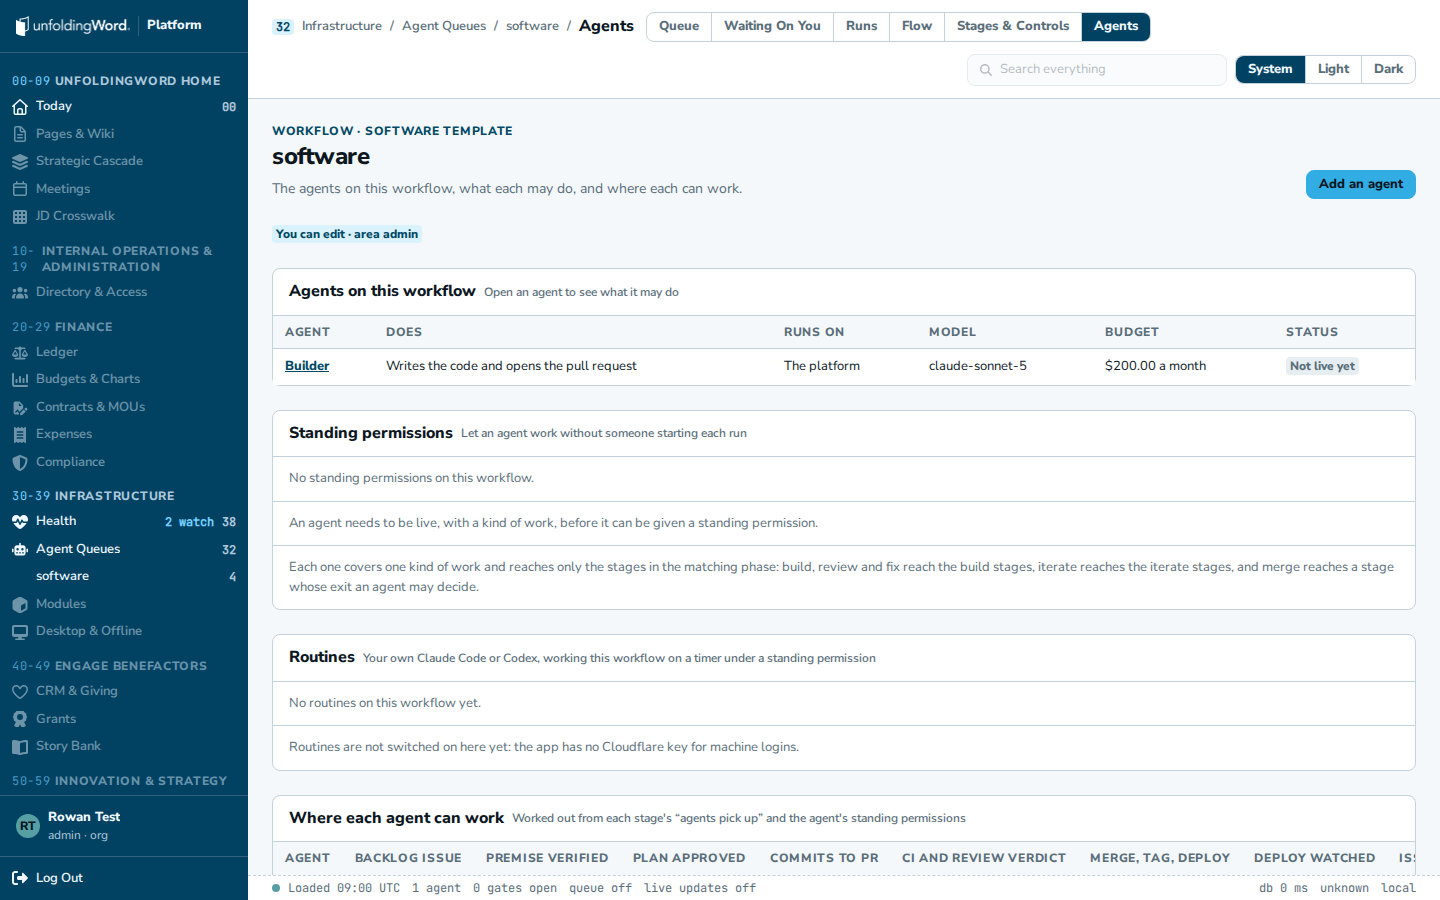 unfoldingWord Platform
00-09 UNFOLDINGWORD HOME
Today 00
Pages & Wiki
Strategic Cascade
Meetings
JD Crosswalk
10-19 INTERNAL OPERATIONS & ADMINISTRATION
Directory & Access
20-29 FINANCE
Ledger
Budgets & Charts
Contracts & MOUs
Expenses
Compliance
30-39 INFRASTRUCTURE
Health 2 watch 38
Agent Queues 32
software 4
Modules
Desktop & Offline
40-49 ENGAGE BENEFACTORS
CRM & Giving
Grants
Story Bank
50-59 INNOVATION & STRATEGY
RT Rowan Test
admin · org
Log Out
32 Infrastructure / Agent Queues / software / Agents
Queue Waiting On You Runs Flow Stages & Controls Agents
Search everything
System Light Dark
WORKFLOW · SOFTWARE TEMPLATE
software
The agents on this workflow, what each may do, and where each can work.
Add an agent
You can edit · area admin
Agents on this workflow Open an agent to see what it may do
AGENT DOES RUNS ON MODEL BUDGET STATUS
Builder Writes the code and opens the pull request The platform claude-sonnet-5 $200.00 a month Not live yet
Standing permissions Let an agent work without someone starting each run
No standing permissions on this workflow.
An agent needs to be live, with a kind of work, before it can be given a standing permission.
Each one covers one kind of work and reaches only the stages in the matching phase: build, review and fix reach the build stages, iterate reaches the iterate stages, and merge reaches a stage
whose exit an agent may decide.
Routines Your own Claude Code or Codex, working this workflow on a timer under a standing permission
No routines on this workflow yet.
Routines are not switched on here yet: the app has no Cloudflare key for machine logins.
Where each agent can work Worked out from each stage's “agents pick up” and the agent's standing permissions
AGENT BACKLOG ISSUE PREMISE VERIFIED PLAN APPROVED COMMITS TO PR CI AND REVIEW VERDICT MERGE, TAG, DEPLOY DEPLOY WATCHED
Loaded 09:00 UTC 1 agent 0 gates open queue off live updates off
db 0 ms unknown local